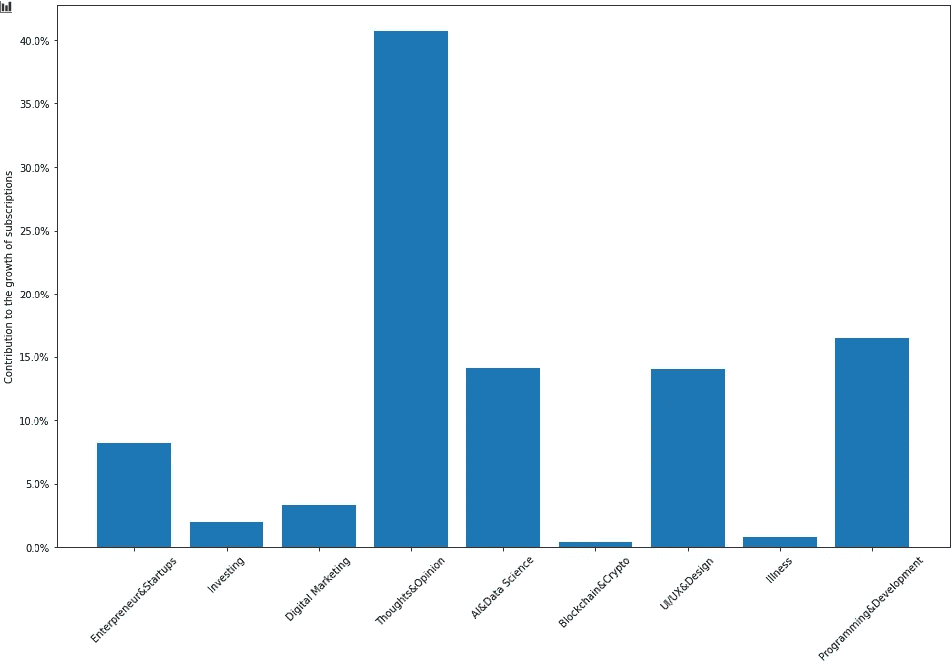 Contribution to the growth of subscriptions
40.0%
35.0%
30.0%
25.0%
20.0%
15.0%
10.0%
5.0%
0.0%
Enterpreneur&Startups
Investing
Digital Marketing
Thoughts&Opinion
AI&Data Science
Blockchain&Crypto
UI/UX&Design
Illness
Programming&Development